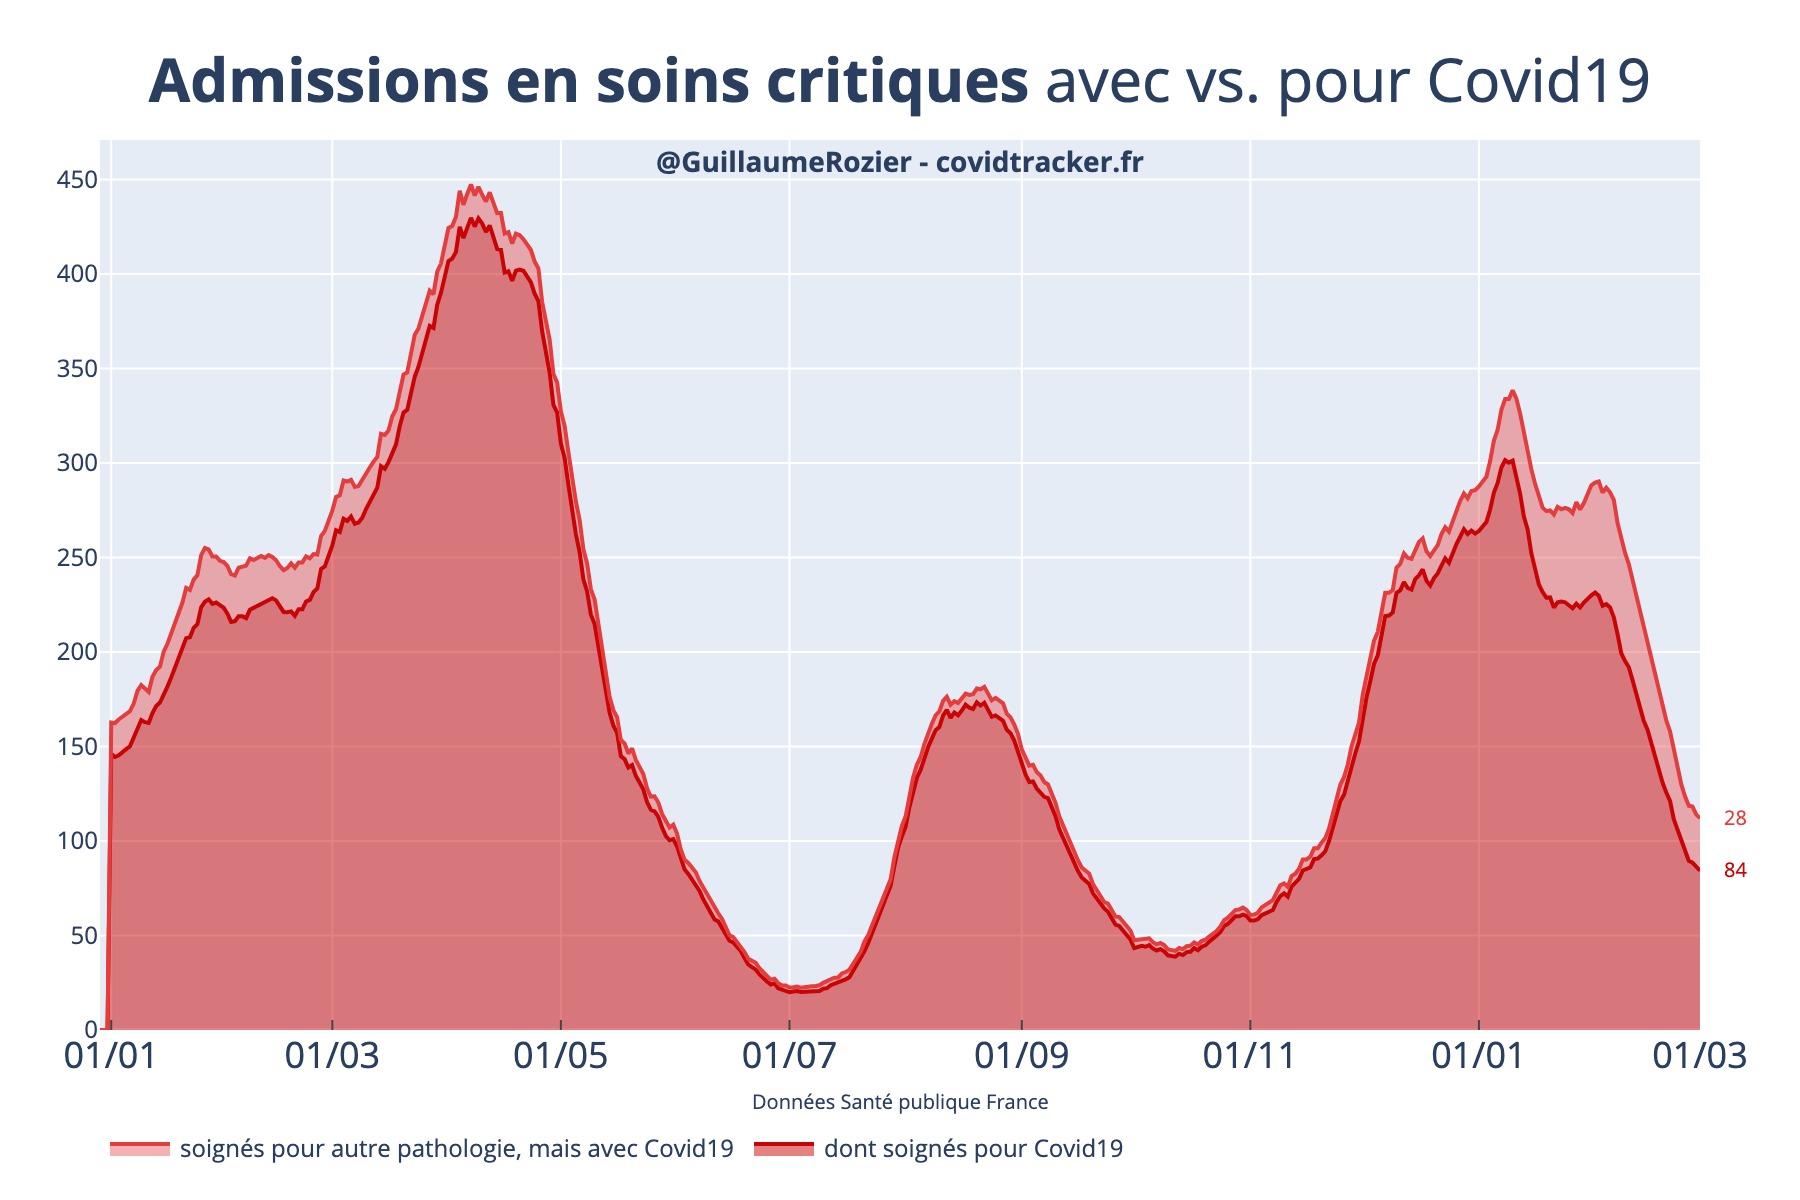 Admissions en soins critiques avec vs. pour Covid19
@GuillaumeRozier - covidtracker.fr
450
400
350
300
250
200
150
100
50
0
28
84
01/01 01/03 01/05 01/07 01/09 01/11 01/01 01/03
Données Santé publique France
soignés pour autre pathologie, mais avec Covid19 dont soignés pour Covid19